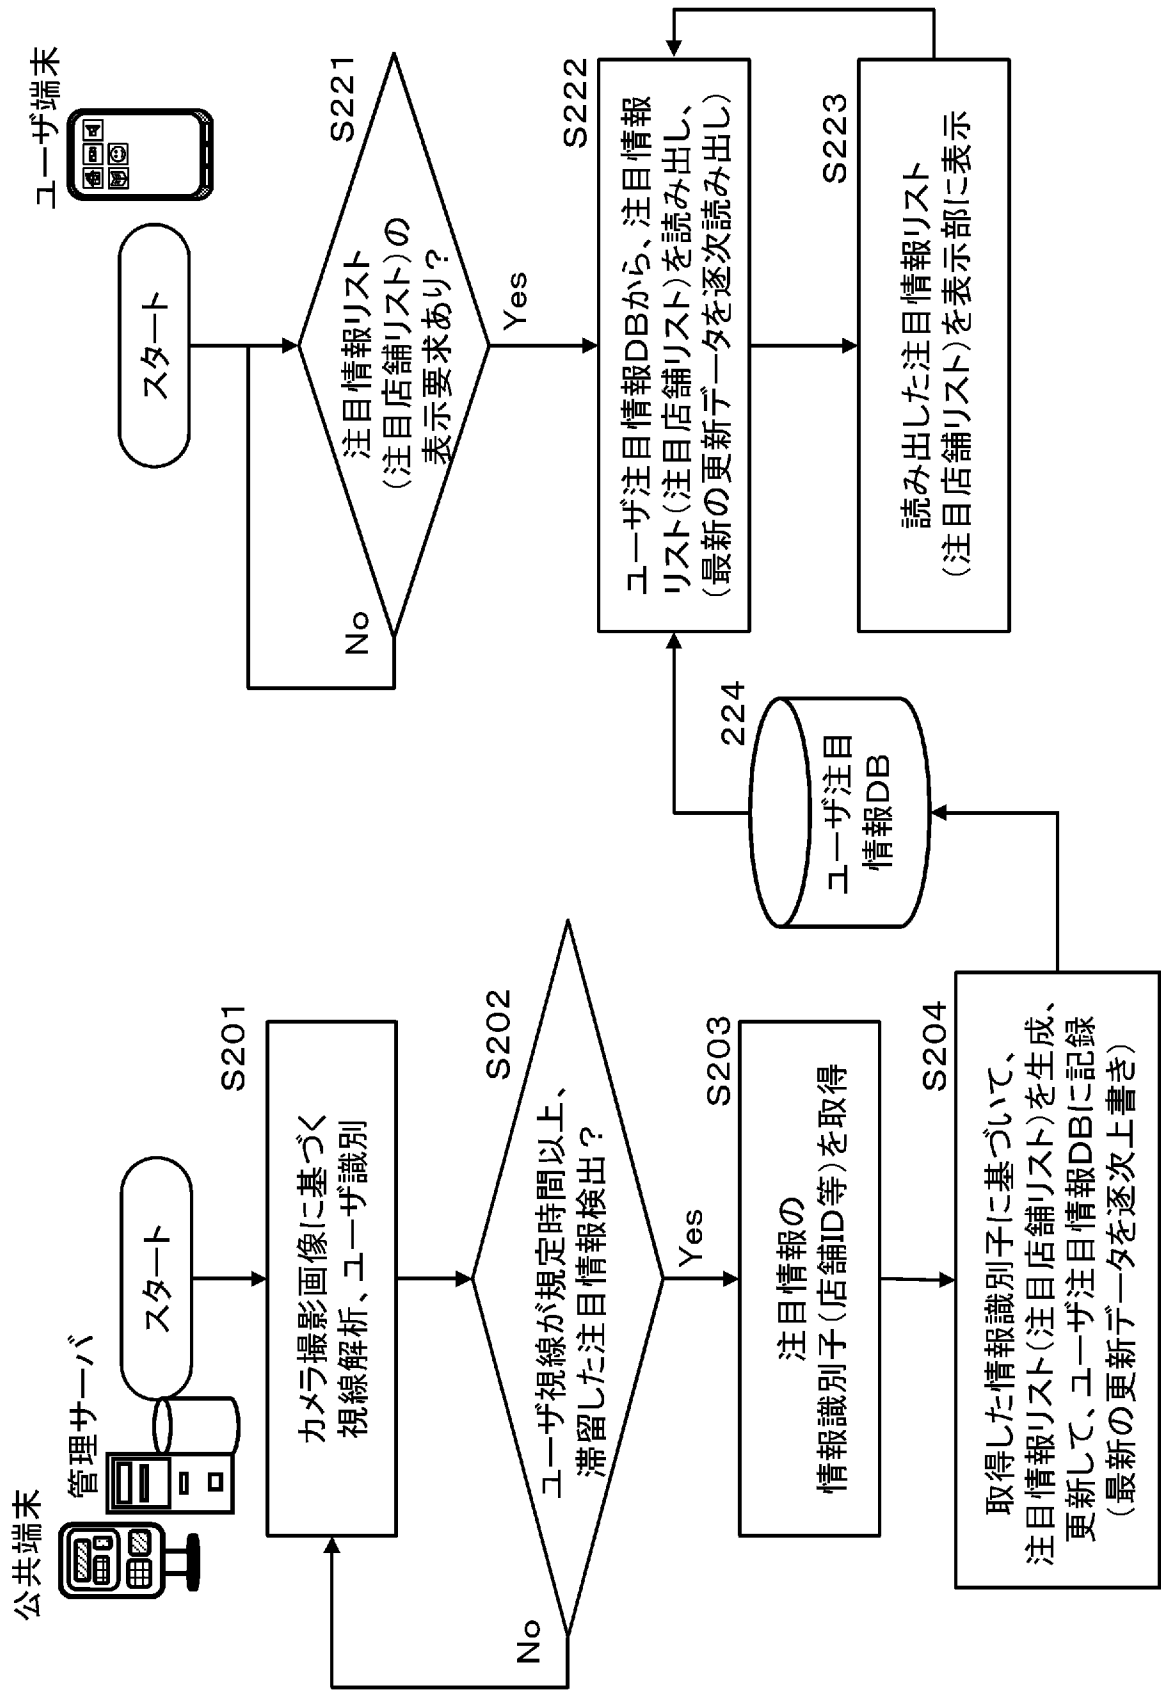 公共端末
管理サーバ
スタート
S201
カメラ撮影画像に基づく
視線解析、ユーザ識別
S202
ユーザ視線が規定時間以上、
滞留した注目情報検出？
No
Yes
S203
注目情報の
情報識別子(店舗ID等)を取得
S204
取得した情報識別子に基づいて、
注目情報リスト(注目店舗リスト)を生成、
更新して、ユーザ注目情報DBに記録
(最新の更新データを逐次上書き)
224
ユーザ注目
情報DB
ユーザ端末
スタート
S221
注目情報リスト
(注目店舗リスト)の
表示要求あり？
No
Yes
S222
ユーザ注目情報DBから、注目情報
リスト(注目店舗リスト)を読み出し、
(最新の更新データを逐次読み出し)
S223
読み出した注目情報リスト
(注目店舗リスト)を表示部に表示